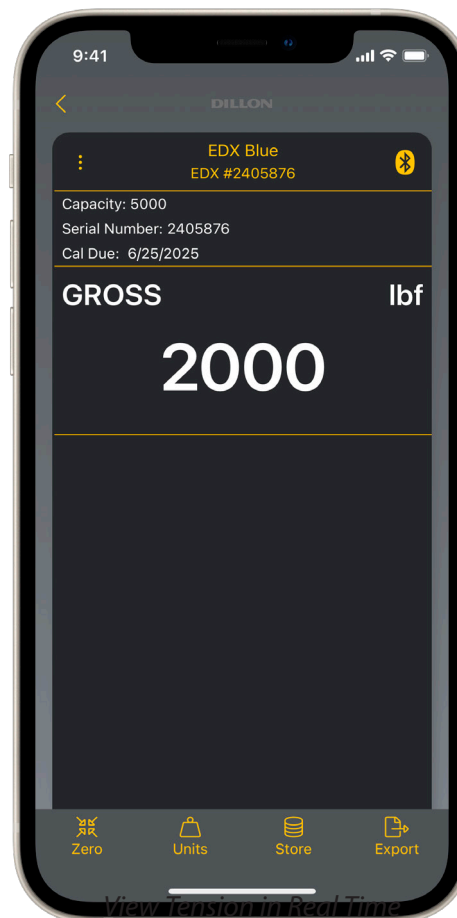 9:41
DILLON
EDX Blue
EDX #2405876
Capacity: 5000
Serial Number: 2405876
Cal Due: 6/25/2025
GROSS lbf
2000
Zero Units Store Export
View Tension in Real Time